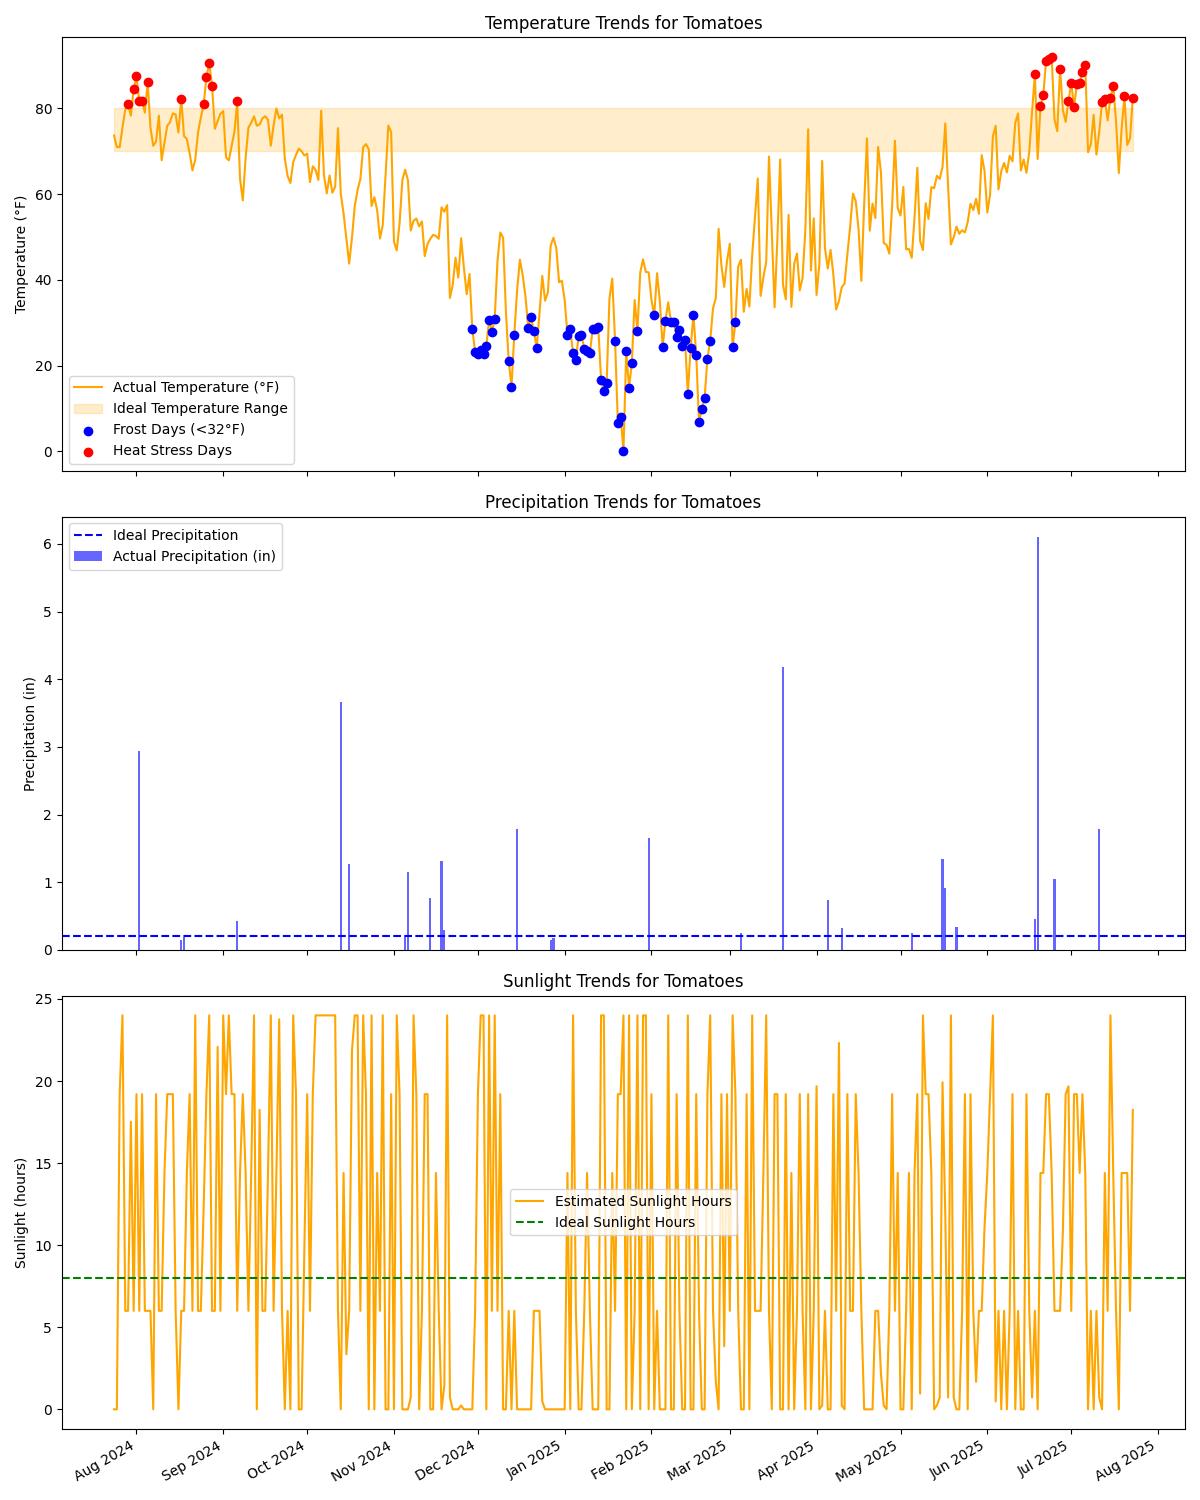 Temperature Trends for Tomatoes
Temperature (°F)
80
60
40
20
0
Actual Temperature (°F)
Ideal Temperature Range
Frost Days (<32°F)
Heat Stress Days
Precipitation Trends for Tomatoes
Precipitation (in)
6
5
4
3
2
1
0
Ideal Precipitation
Actual Precipitation (in)
Sunlight Trends for Tomatoes
Sunlight (hours)
25
20
15
10
5
0
Estimated Sunlight Hours
Ideal Sunlight Hours
Aug 2024
Sep 2024
Oct 2024
Nov 2024
Dec 2024
Jan 2025
Feb 2025
Mar 2025
Apr 2025
May 2025
Jun 2025
Jul 2025
Aug 2025